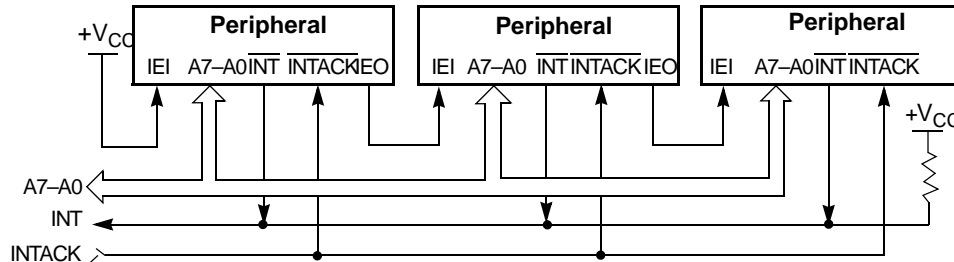 Peripheral Peripheral Peripheral
+VCC
IEI A7–A0 INT INTACK IEO IEI A7–A0 INT INTACK IEO IEI A7–A0 INT INTACK
+VCC
A7–A0
INT
INTACK